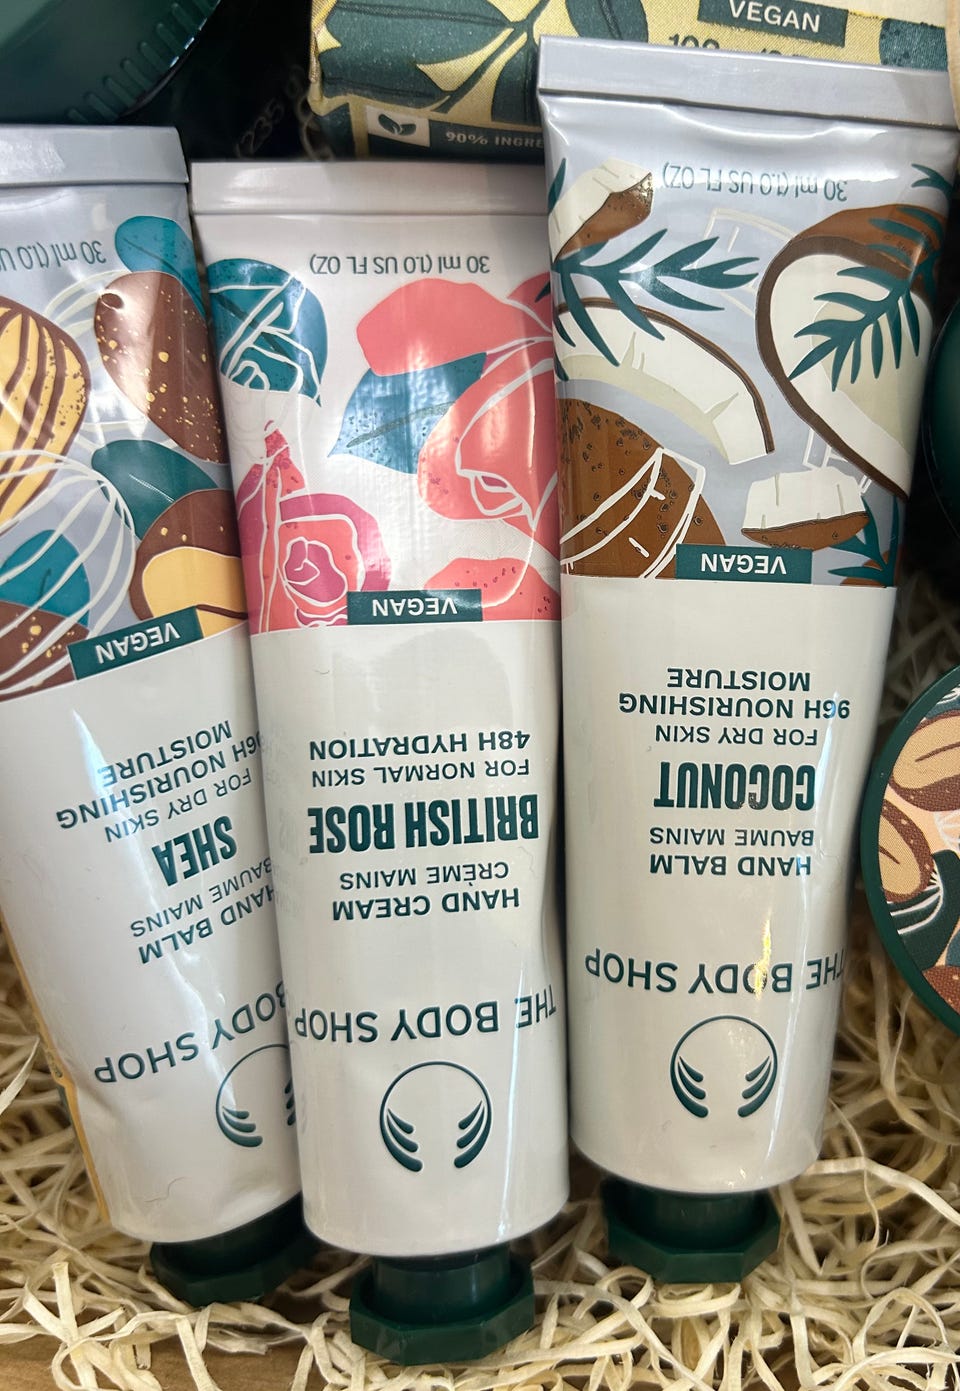 VEGAN
90% INGRE
THE BODY SHOP
HAND BALM
BAUME MAINS
COCONUT
FOR DRY SKIN
96H NOURISHING
MOISTURE
VEGAN
30 ml (1.0 US FL OZ)
THE BODY SHOP
HAND CREAM
CRÈME MAINS
BRITISH ROSE
FOR NORMAL SKIN
48H HYDRATION
VEGAN
30 ml (1.0 US FL OZ)
BODY SHOP
HAND BALM
BAUME MAINS
SHEA
FOR DRY SKIN
96H NOURISHING
MOISTURE
VEGAN
30 ml (1.0 U